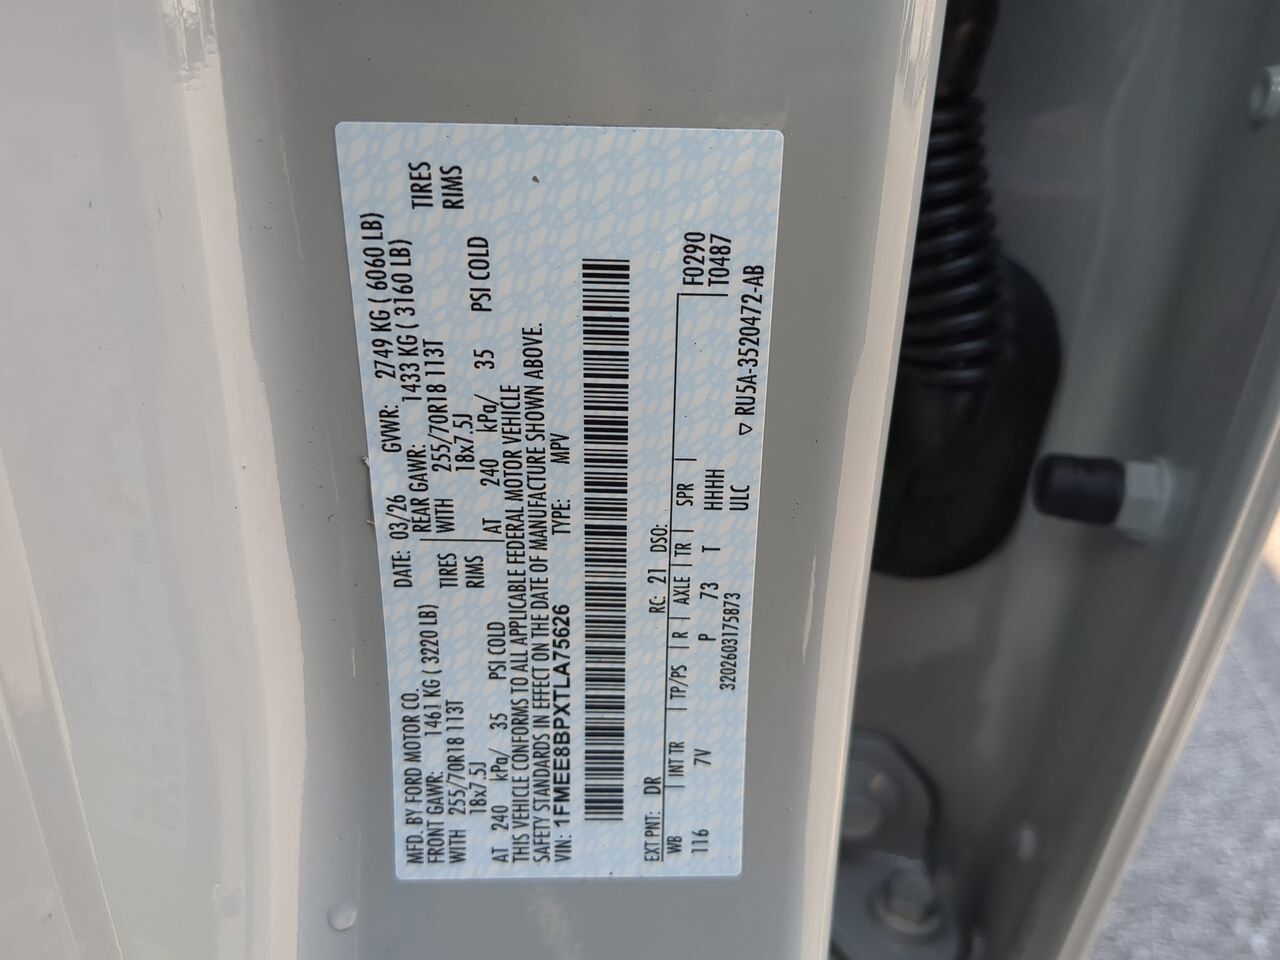 MFD. BY FORD MOTOR CO. DATE: 03/26 GVWR: 2749 KG ( 6060 LB)
FRONT GAWR: 1461 KG ( 3220 LB) REAR GAWR: 1433 KG ( 3160 LB)
WITH 255/70R18 113T TIRES WITH 255/70R18 113T TIRES
18x7.5J RIMS 18x7.5J RIMS
AT 240 kPa/ 35 PSI COLD AT 240 kPa/ 35 PSI COLD
THIS VEHICLE CONFORMS TO ALL APPLICABLE FEDERAL MOTOR VEHICLE
SAFETY STANDARDS IN EFFECT ON THE DATE OF MANUFACTURE SHOWN ABOVE.
VIN: 1FMEE8BPXTLA75626 TYPE: MPV
EXT PNT: DR RC: 21 DSO: F0290
WB INT TR TP/PS R AXLE TR SPR T0487
116 7V P 73 T HHHH
3202603175873 ULC ▽ RU5A-3520472-AB